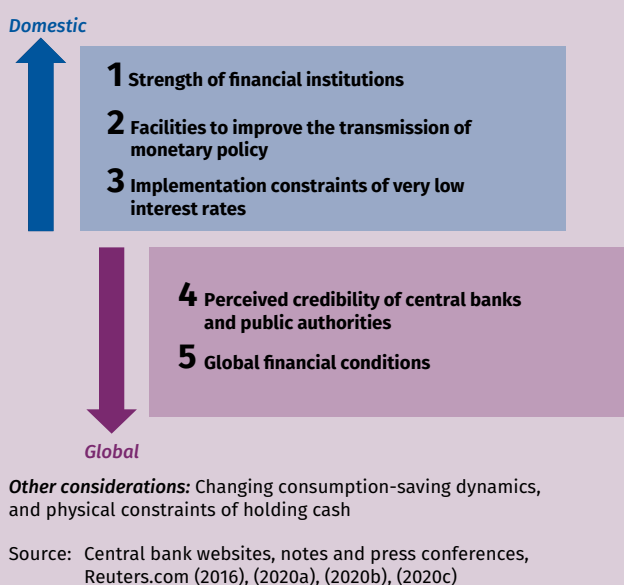 Domestic
1 Strength of financial institutions
2 Facilities to improve the transmission of
monetary policy
3 Implementation constraints of very low
interest rates
4 Perceived credibility of central banks
and public authorities
5 Global financial conditions
Global
Other considerations: Changing consumption-saving dynamics,
and physical constraints of holding cash
Source: Central bank websites, notes and press conferences,
Reuters.com (2016), (2020a), (2020b), (2020c)